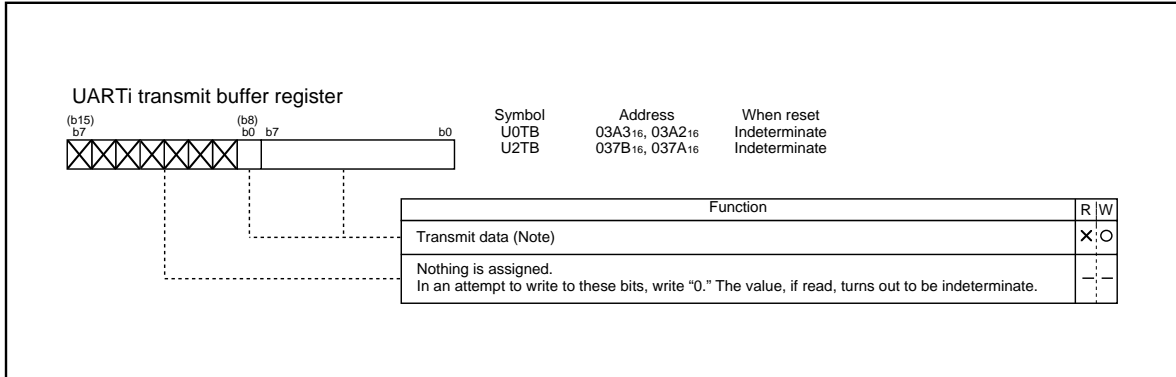 UARTi transmit buffer register
(b15) (b8)
b7 b0 b7 b0
Symbol Address When reset
U0TB 03A316, 03A216 Indeterminate
U2TB 037B16, 037A16 Indeterminate
Function R W
Transmit data (Note) × ○
Nothing is assigned.
In an attempt to write to these bits, write “0.” The value, if read, turns out to be indeterminate. – –